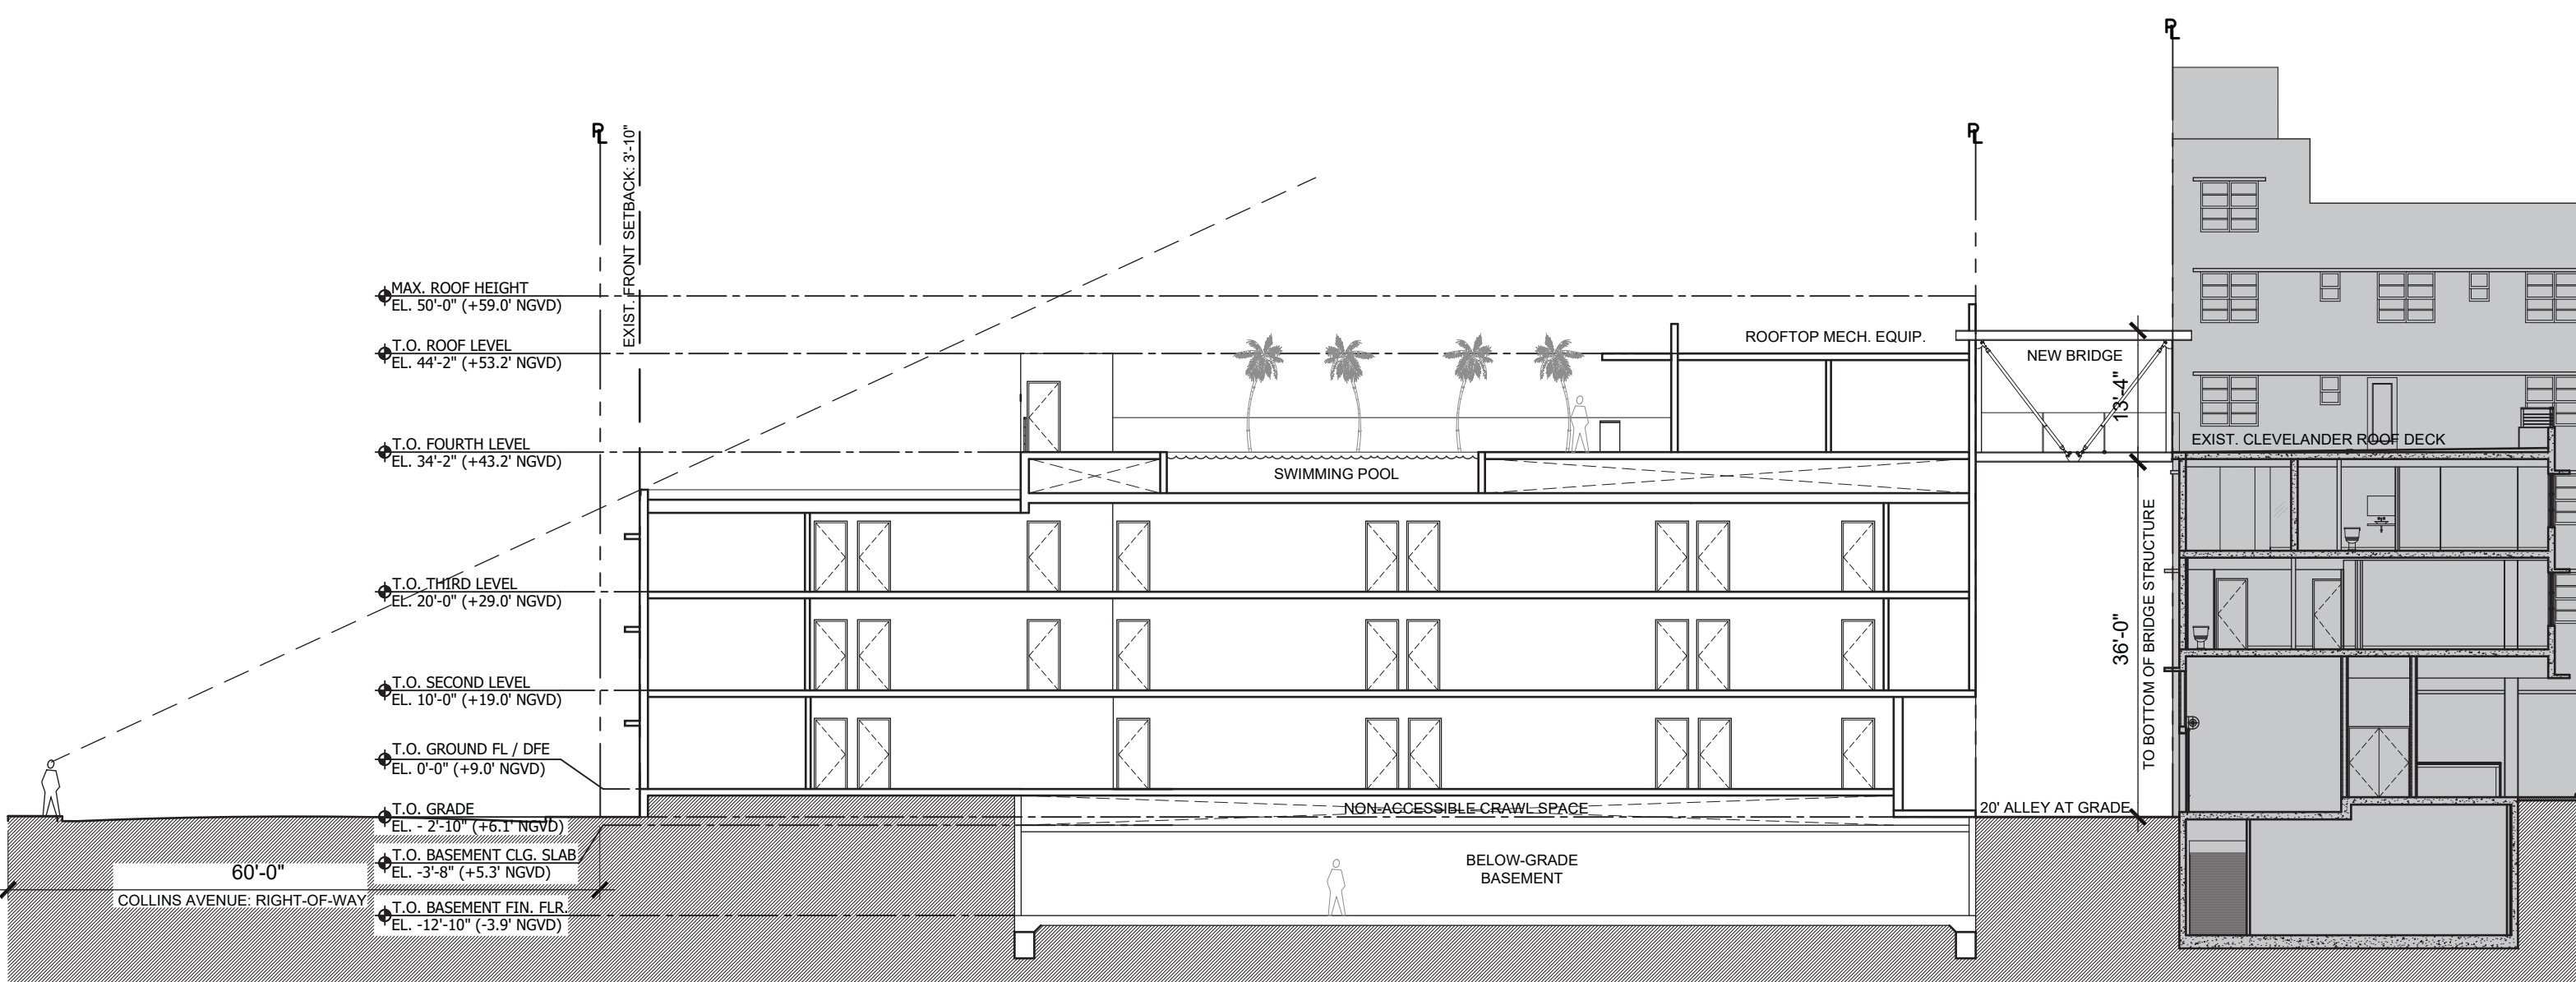 PL
PL
PL
EXIST. FRONT SETBACK: 3'-10"
MAX. ROOF HEIGHT
EL. 50'-0" (+59.0' NGVD)
T.O. ROOF LEVEL
EL. 44'-2" (+53.2' NGVD)
ROOFTOP MECH. EQUIP.
NEW BRIDGE
13'-4"
T.O. FOURTH LEVEL
EL. 34'-2" (+43.2' NGVD)
EXIST. CLEVELANDER ROOF DECK
SWIMMING POOL
T.O. THIRD LEVEL
EL. 20'-0" (+29.0' NGVD)
36'-0"
TO BOTTOM OF BRIDGE STRUCTURE
T.O. SECOND LEVEL
EL. 10'-0" (+19.0' NGVD)
T.O. GROUND FL / DFE
EL. 0'-0" (+9.0' NGVD)
T.O. GRADE
EL. - 2'-10" (+6.1' NGVD)
NON-ACCESSIBLE CRAWL SPACE
20' ALLEY AT GRADE
T.O. BASEMENT CLG. SLAB
EL. -3'-8" (+5.3' NGVD)
BELOW-GRADE
BASEMENT
60'-0"
COLLINS AVENUE: RIGHT-OF-WAY
T.O. BASEMENT FIN. FLR.
EL. -12'-10" (-3.9' NGVD)